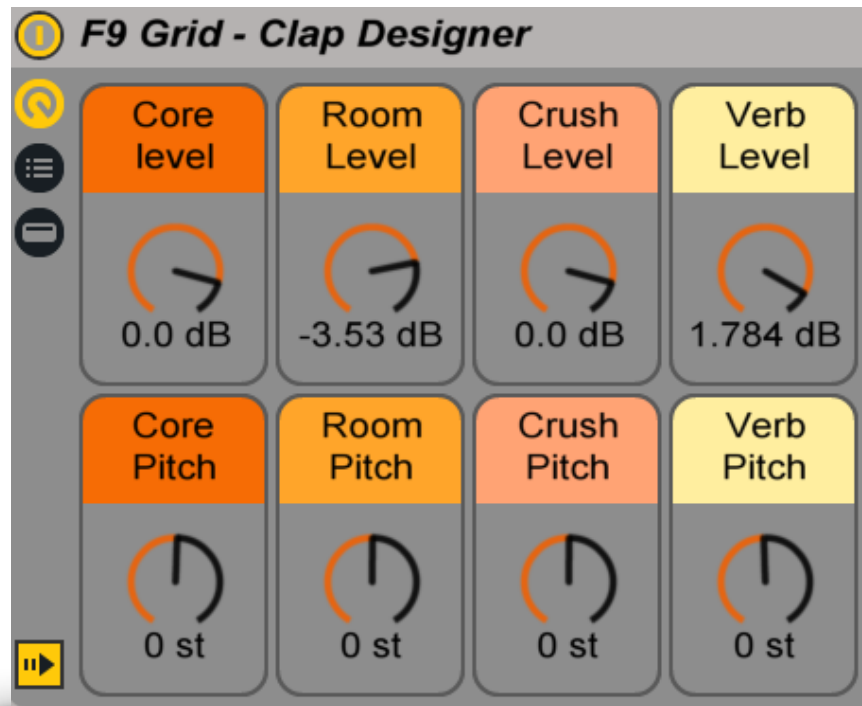 F9 Grid - Clap Designer
Core
level
Room
Level
Crush
Level
Verb
Level
0.0 dB
-3.53 dB
0.0 dB
1.784 dB
Core
Pitch
Room
Pitch
Crush
Pitch
Verb
Pitch
0 st
0 st
0 st
0 st